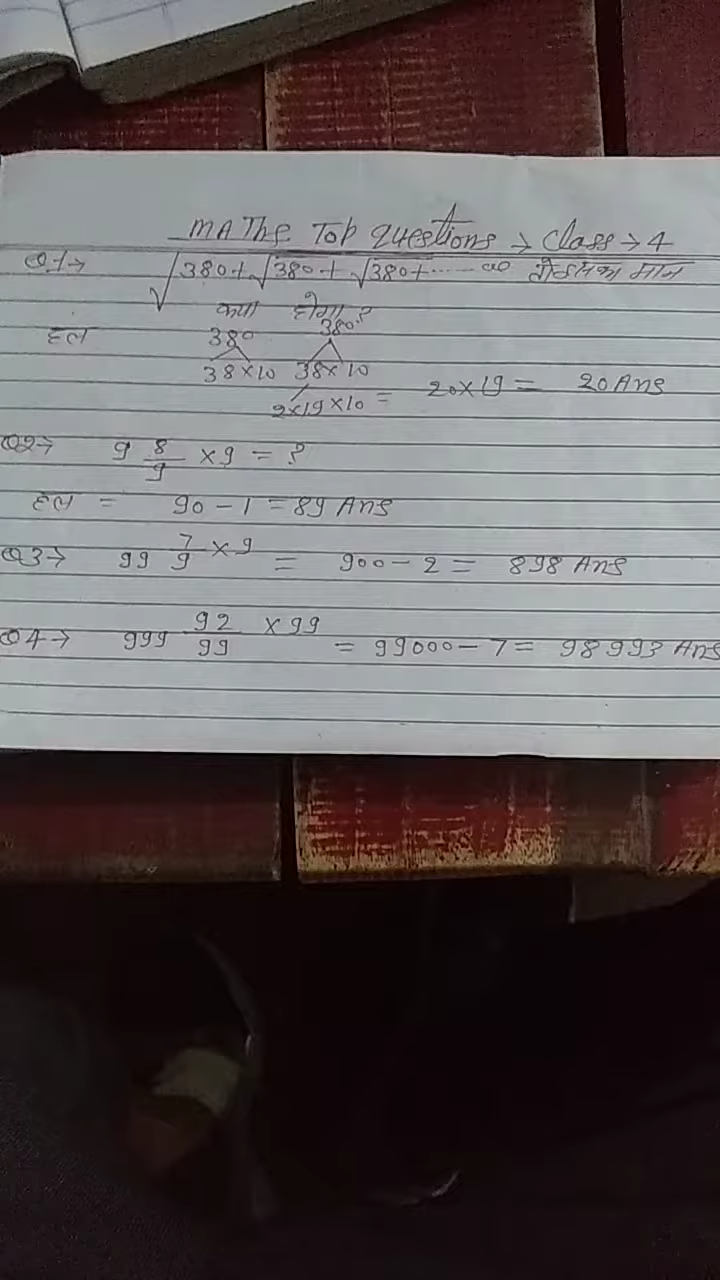 MAThs Top Questions → Class → 4
Q.1→ √380+√380+√380+...... ∞ तो इसका मान
क्या होगा ?
हल 380 380
38×10 38×10
2×19×10 = 20×19 = 20 Ans
Q2→ 9 8/9 ×9 = ?
हल = 90-1 = 89 Ans
Q3→ 99 7/9 ×9 = 900-2 = 898 Ans
Q4→ 999 92/99 ×99 = 99000-7= 98993 Ans